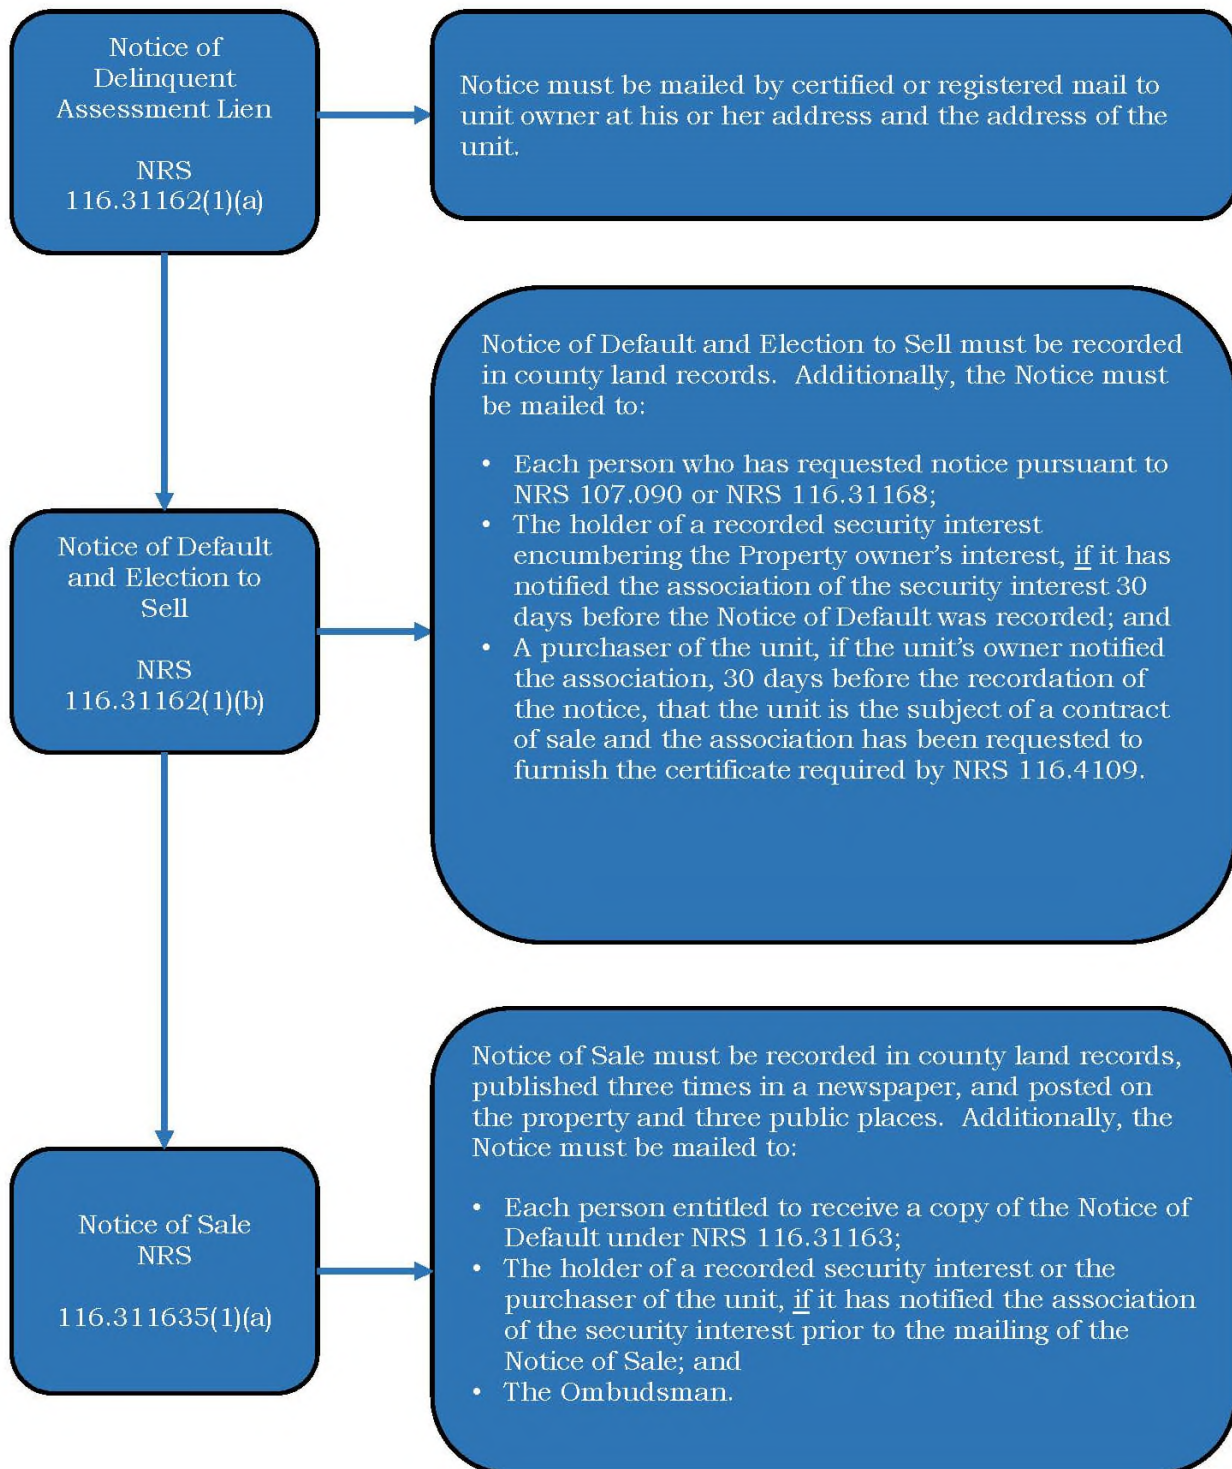 Notice of
Delinquent
Assessment Lien
NRS
116.31162(1)(a)
Notice must be mailed by certified or registered mail to
unit owner at his or her address and the address of the
unit.
Notice of Default
and Election to
Sell
NRS
116.31162(1)(b)
Notice of Default and Election to Sell must be recorded
in county land records.  Additionally, the Notice must
be mailed to:
• Each person who has requested notice pursuant to
NRS 107.090 or NRS 116.31168;
• The holder of a recorded security interest
encumbering the Property owner's interest, if it has
notified the association of the security interest 30
days before the Notice of Default was recorded; and
• A purchaser of the unit, if the unit's owner notified
the association, 30 days before the recordation of
the notice, that the unit is the subject of a contract
of sale and the association has been requested to
furnish the certificate required by NRS 116.4109.
Notice of Sale
NRS
116.311635(1)(a)
Notice of Sale must be recorded in county land records,
published three times in a newspaper, and posted on
the property and three public places.  Additionally, the
Notice must be mailed to:
• Each person entitled to receive a copy of the Notice of
Default under NRS 116.31163;
• The holder of a recorded security interest or the
purchaser of the unit, if it has notified the association
of the security interest prior to the mailing of the
Notice of Sale; and
• The Ombudsman.